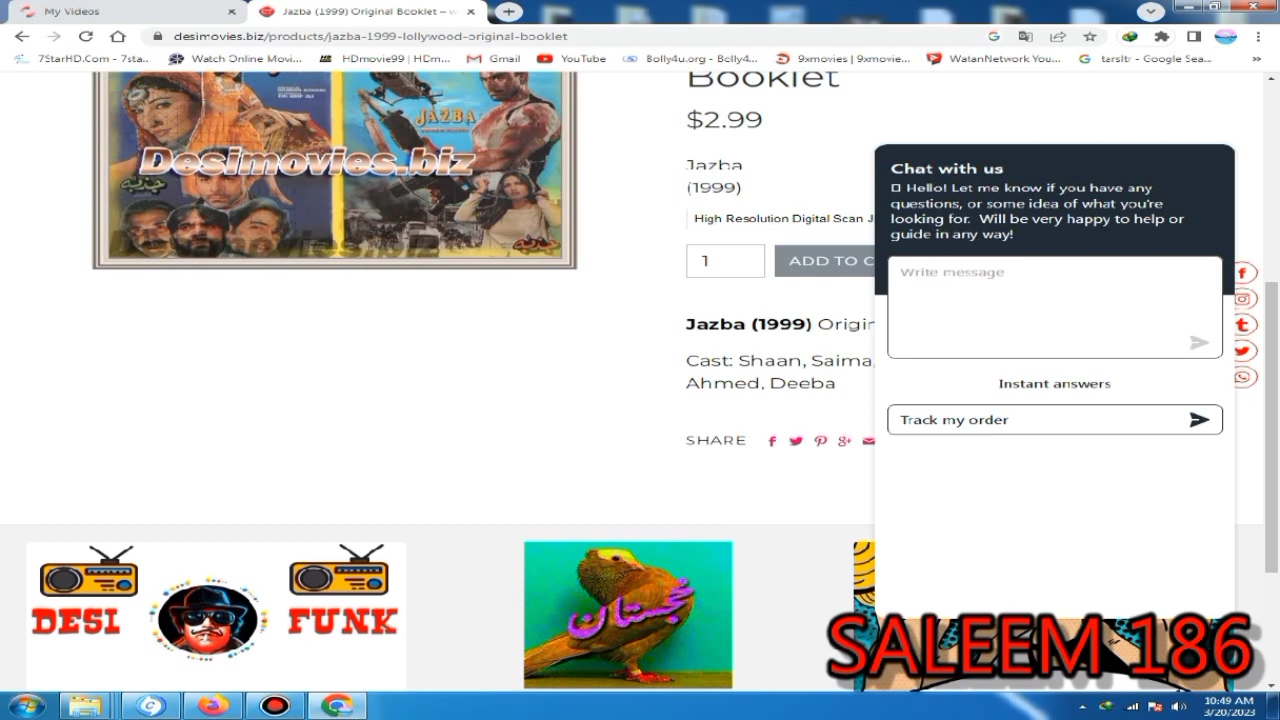 My Videos
Jazba (1999) Original Booklet – w
desimovies.biz/products/jazba-1999-lollywood-original-booklet
7StarHD.Com - 7sta...
Watch Online Movi...
HDmovie99 | HDm...
Gmail
YouTube
Bolly4u.org - Bolly4...
9xmovies | 9xmovie...
WatanNetwork You...
tarsltr - Google Sea...
»
Booklet
$2.99
Jazba
(1999)
High Resolution Digital Scan J
1
ADD TO C
Jazba (1999) Origin
Cast: Shaan, Saima,
Ahmed, Deeba
SHARE
JAZBA
Desimovies.biz
جذبہ
جذبہ
Chat with us
Hello! Let me know if you have any
questions, or some idea of what you're
looking for. Will be very happy to help or
guide in any way!
Write message
Instant answers
Track my order
DESI
FUNK
SALEEM 186
10:49 AM
3/20/2023